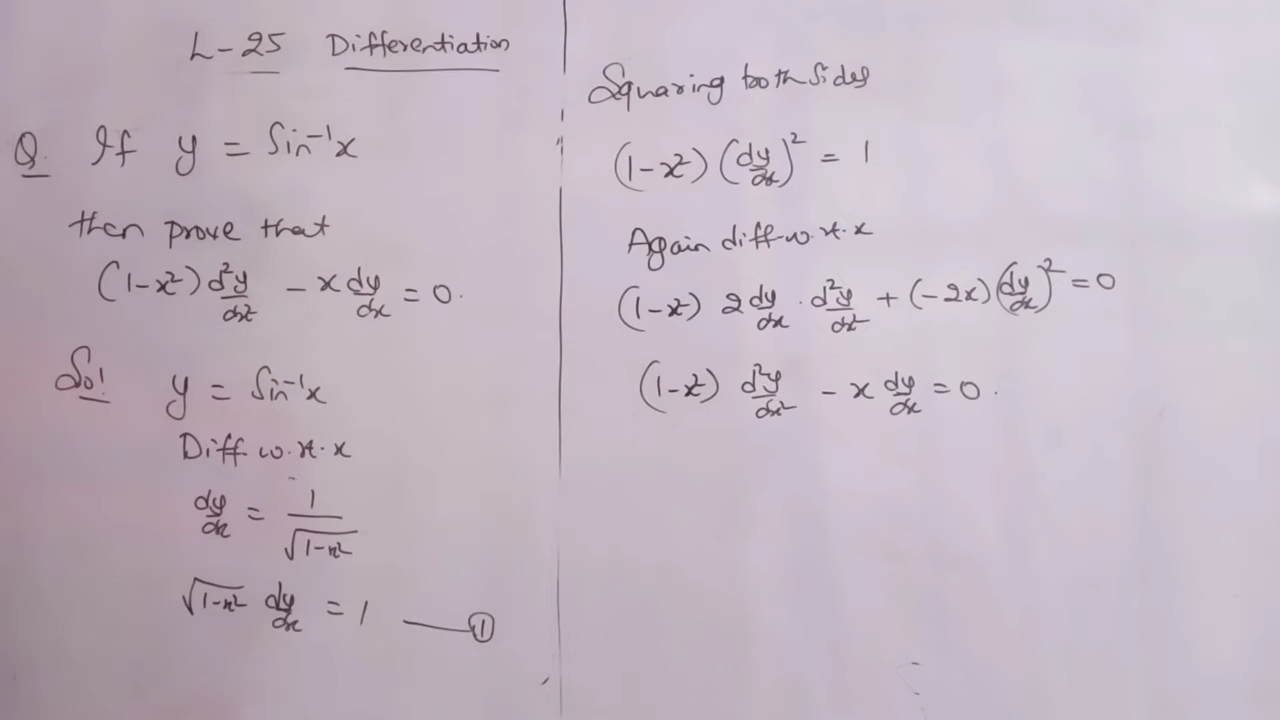 L-25 Differentiation
Q. If y = Sin⁻¹x
then prove that
(1-x²) d²y/dx² - x dy/dx = 0.
Sol
y = Sin⁻¹x
Diff. w.r.t. x
dy/dx = 1/√(1-x²)
√(1-x²) dy/dx = 1 —— ①
Squaring both sides
(1-x²) (dy/dx)² = 1
Again diff. w.r.t. x
(1-x²) 2 dy/dx · d²y/dx² + (-2x) (dy/dx)² = 0
(1-x²) d²y/dx² - x dy/dx = 0.